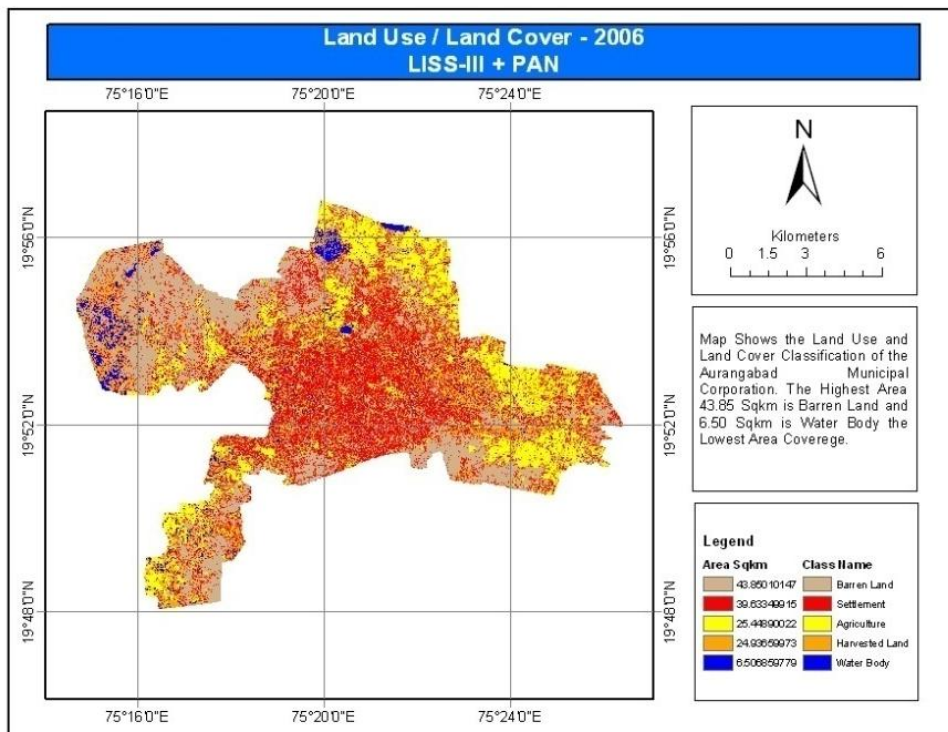 Land Use / Land Cover - 2006
LISS-III + PAN
75°16'0"E 75°20'0"E 75°24'0"E
19°56'0"N 19°56'0"N
19°52'0"N 19°52'0"N
19°48'0"N 19°48'0"N
75°16'0"E 75°20'0"E 75°24'0"E
N
Kilometers
0 1.5 3 6
Map Shows the Land Use and
Land Cover Classification of the
Aurangabad Municipal
Corporation. The Highest Area
43.85 Sqkm is Barren Land and
6.50 Sqkm is Water Body the
Lowest Area Coverege.
Legend
Area Sqkm Class Name
43.85010147 Barren Land
39.63349915 Settlement
25.44890022 Agriculture
24.93659973 Harvested Land
6.506859779 Water Body